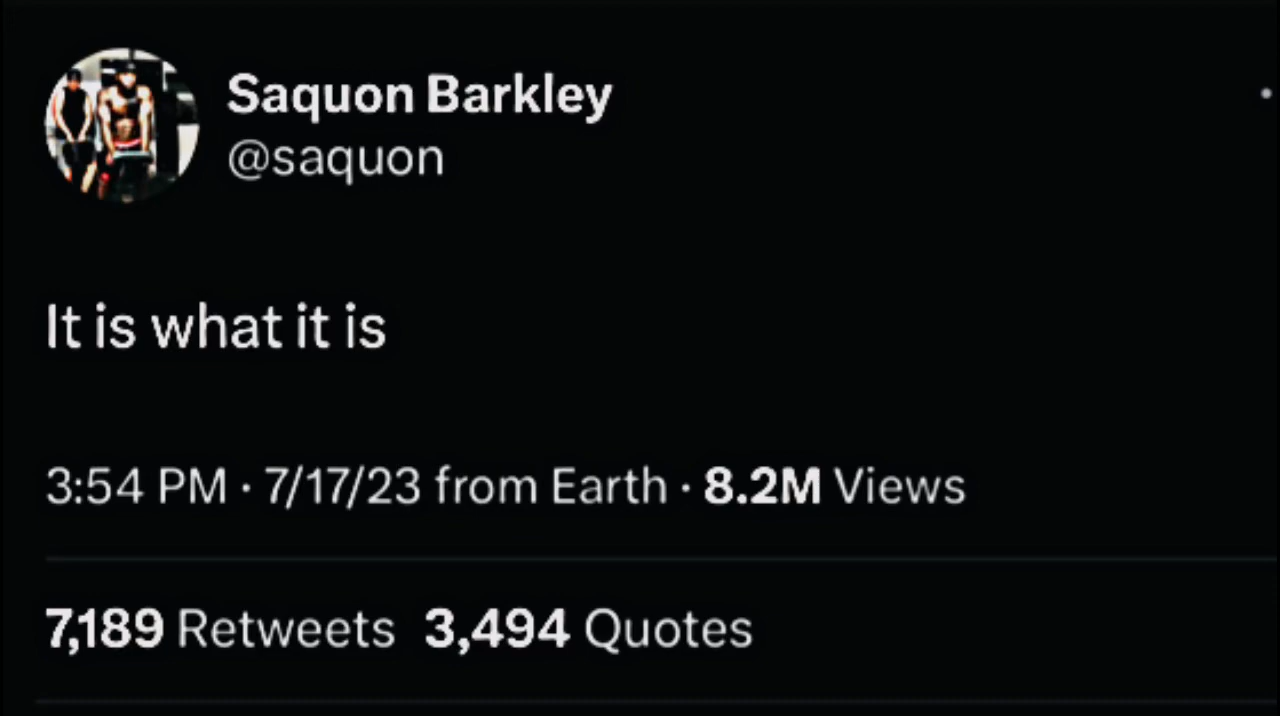 Saquon Barkley
@saquon
It is what it is
3:54 PM · 7/17/23 from Earth · 8.2M Views
7,189 Retweets 3,494 Quotes